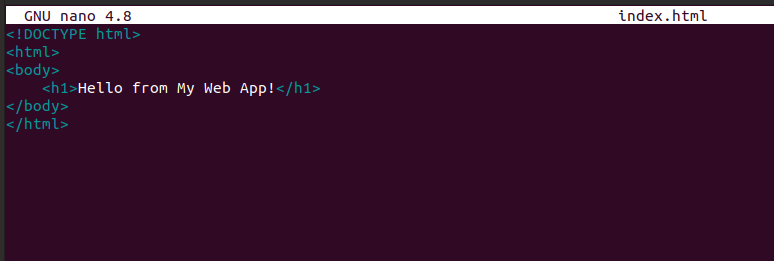 GNU nano 4.8 index.html
<!DOCTYPE html>
<html>
<body>
    <h1>Hello from My Web App!</h1>
</body>
</html>